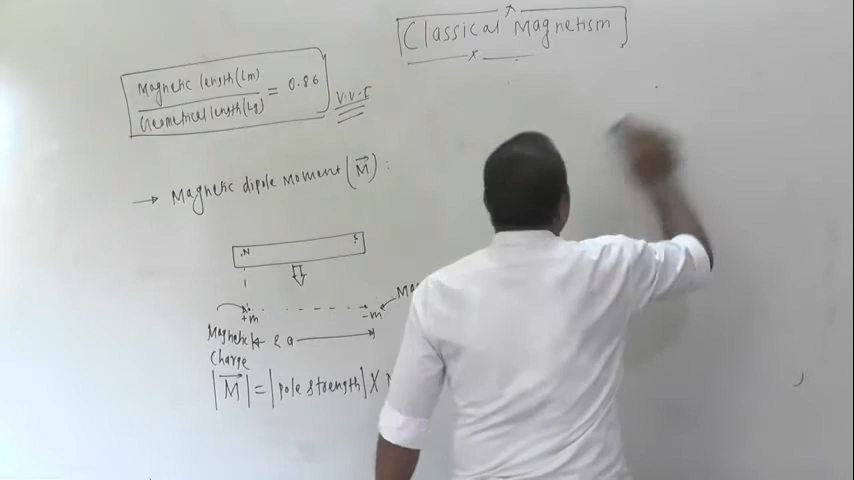 Classical Magnetism
Magnetic length(Lm)
Geometrical length(Lg)
= 0.86
V.V.I
→ Magnetic dipole Moment (M⃗) :
N S
+m -m
Magnetic 2a
Charge
|M⃗| = |pole strength| X